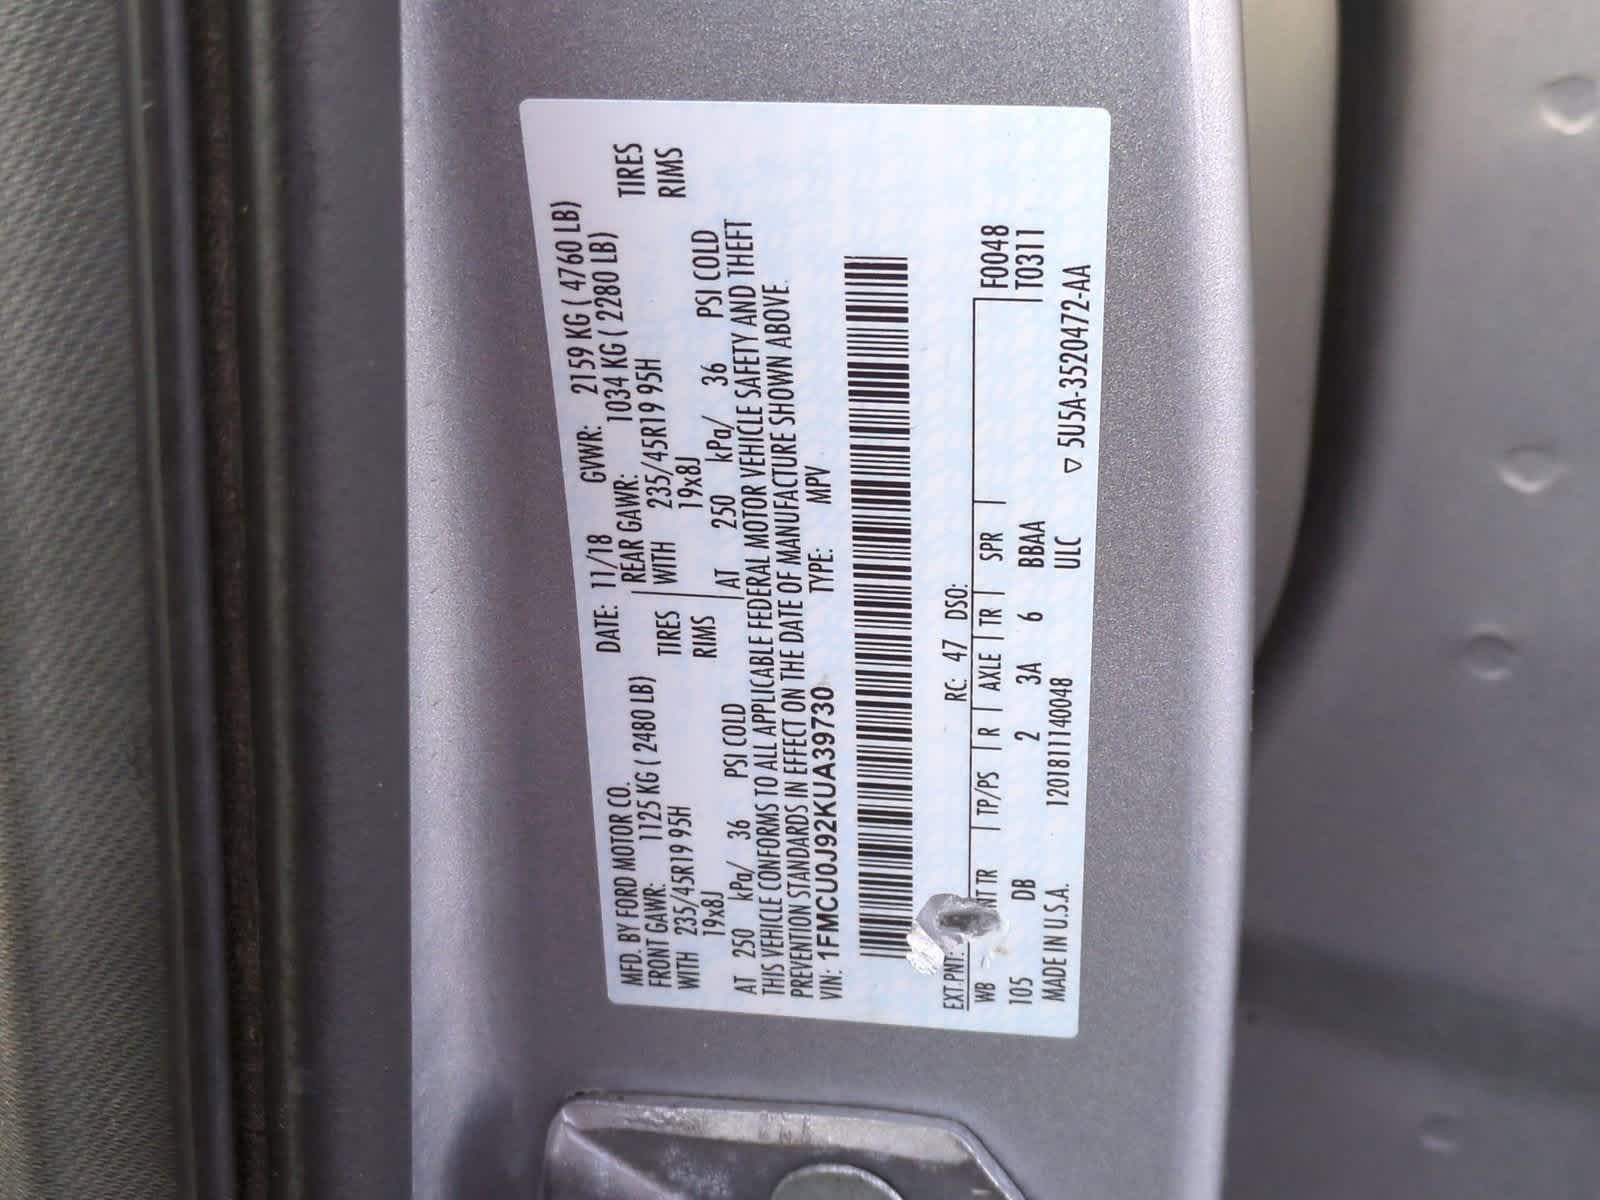 MFD. BY FORD MOTOR CO. DATE: 11/18 GVWR: 2159 KG ( 4760 LB)
FRONT GAWR: 1125 KG ( 2480 LB) REAR GAWR: 1034 KG ( 2280 LB)
WITH 235/45R19 95H TIRES WITH 235/45R19 95H TIRES
19x8J RIMS 19x8J RIMS
AT 250 kPa/ 36 PSI COLD AT 250 kPa/ 36 PSI COLD
THIS VEHICLE CONFORMS TO ALL APPLICABLE FEDERAL MOTOR VEHICLE SAFETY AND THEFT
PREVENTION STANDARDS IN EFFECT ON THE DATE OF MANUFACTURE SHOWN ABOVE.
VIN: 1FMCU0J92KUA39730 TYPE: MPV
EXT PNT: RC: 47 DSO:
WB NT TR TP/PS R AXLE TR SPR F0048
105 DB 2 3A 6 BBAA T0311
MADE IN U.S.A. 1201811140048 ULC
▽ 5U5A-3520472-AA